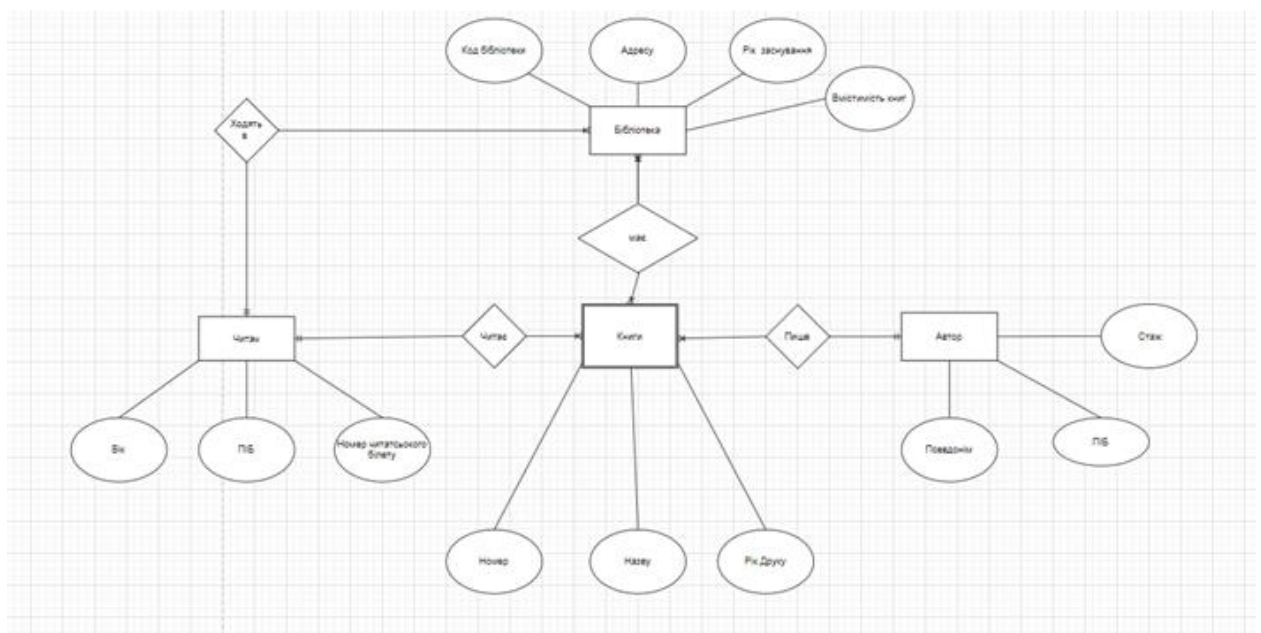 Код бібліотеки
Адресу
Рік заснування
Вмістимість книг
Ходять
в
Бібліотека
має
Читач
Читає
Книги
Пише
Автор
Стаж
Вік
ПІБ
Номер читатського
білету
Псевдонім
ПІБ
Номер
Назву
Рік Друку